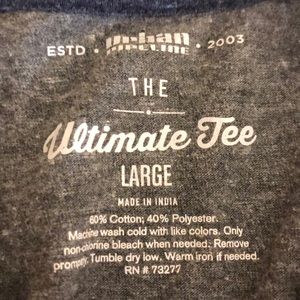 ESTD • Urban PIPELINE • 2003
THE
Ultimate Tee
LARGE
MADE IN INDIA
60% Cotton; 40% Polyester.
Machine wash cold with like colors. Only
non-chlorine bleach when needed. Remove
promptly. Tumble dry low. Warm iron if needed.
RN # 73277